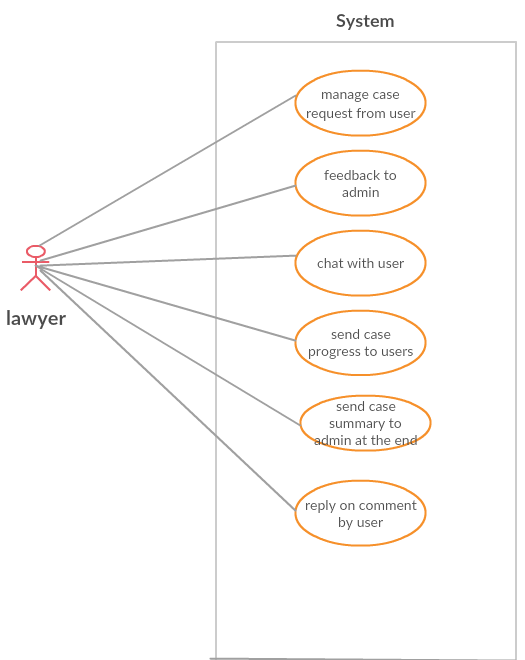 System
manage case
request from user
feedback to
admin
chat with user
lawyer
send case
progress to users
send case
summary to
admin at the end
reply on comment
by user